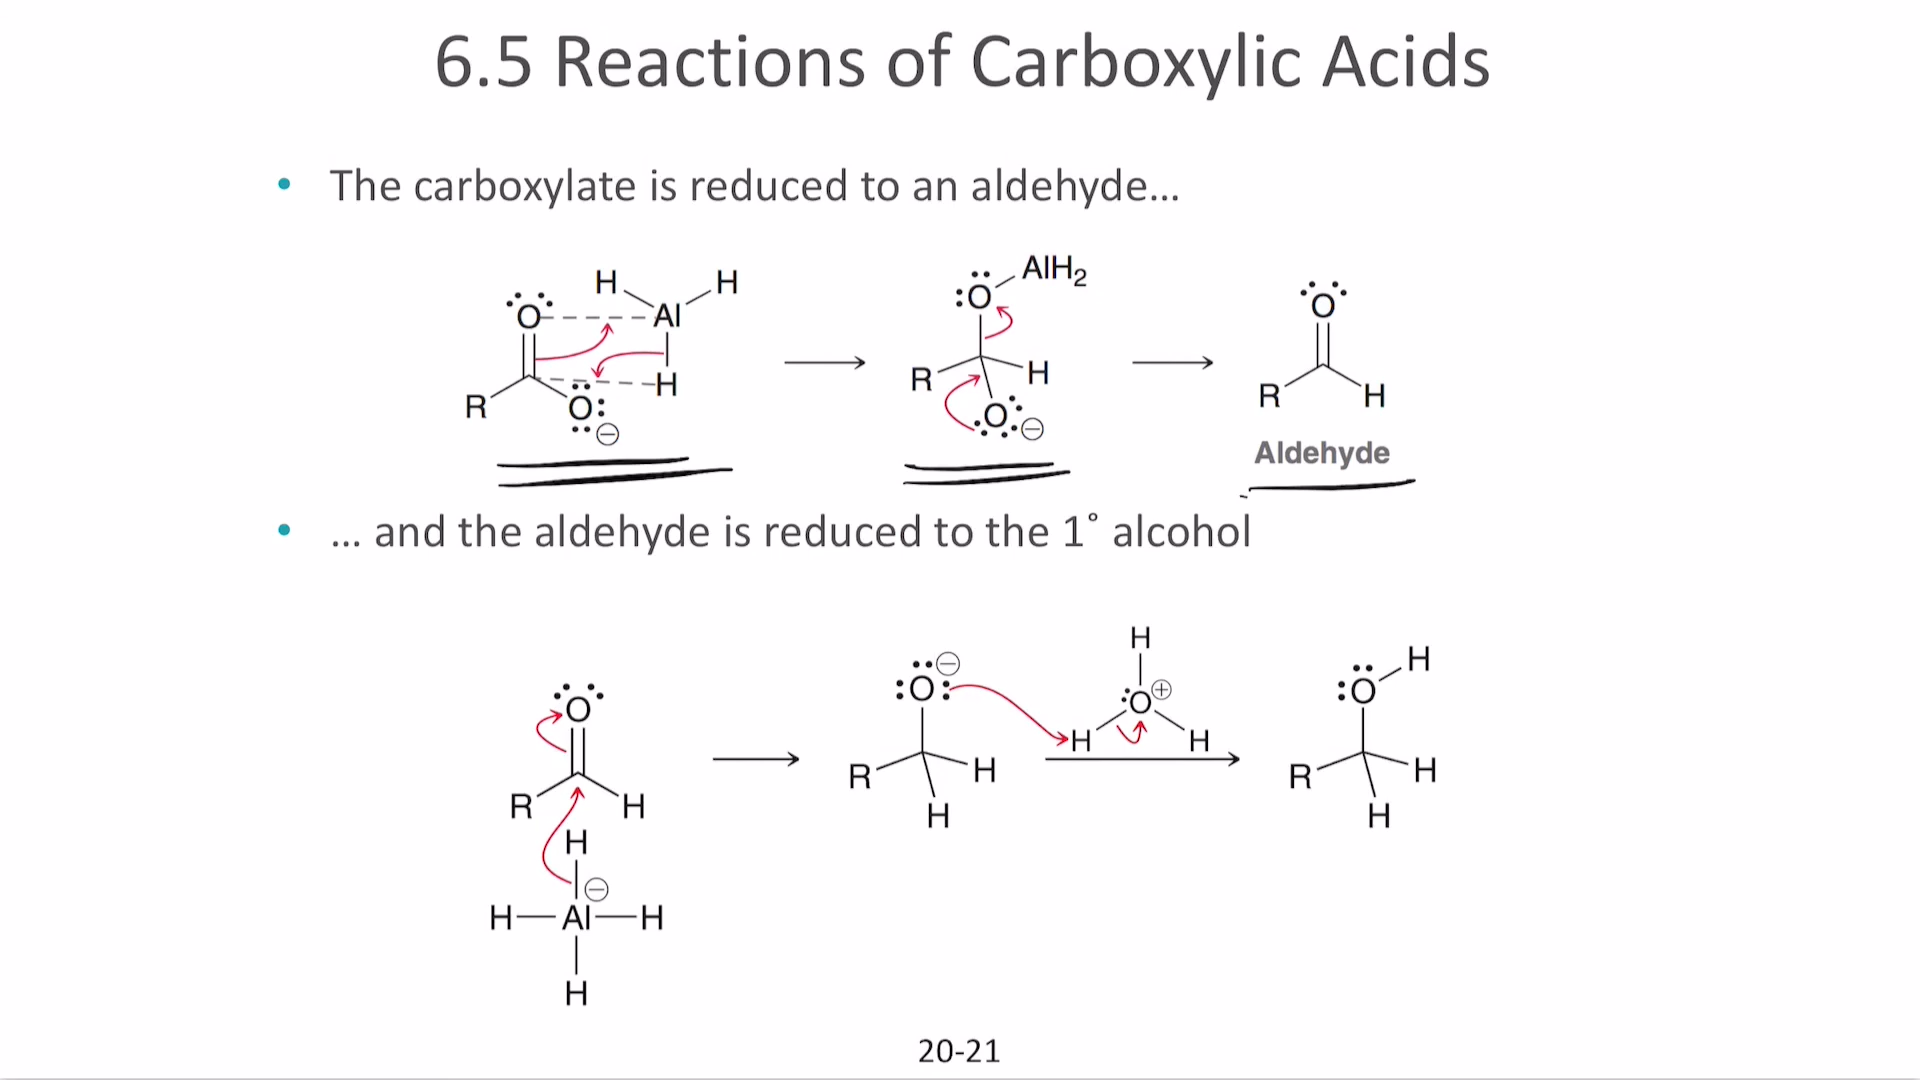 6.5 Reactions of Carboxylic Acids
• The carboxylate is reduced to an aldehyde...
H H
O Al
H
R O: ⊖
:O AlH₂
R H
O ⊖
O
R H
Aldehyde
• ... and the aldehyde is reduced to the 1° alcohol
O
R H
H
⊖
H Al H
H
⊖
:O:
R H
H
H
:O ⊕
H H
H
:O
R H
H
20-21